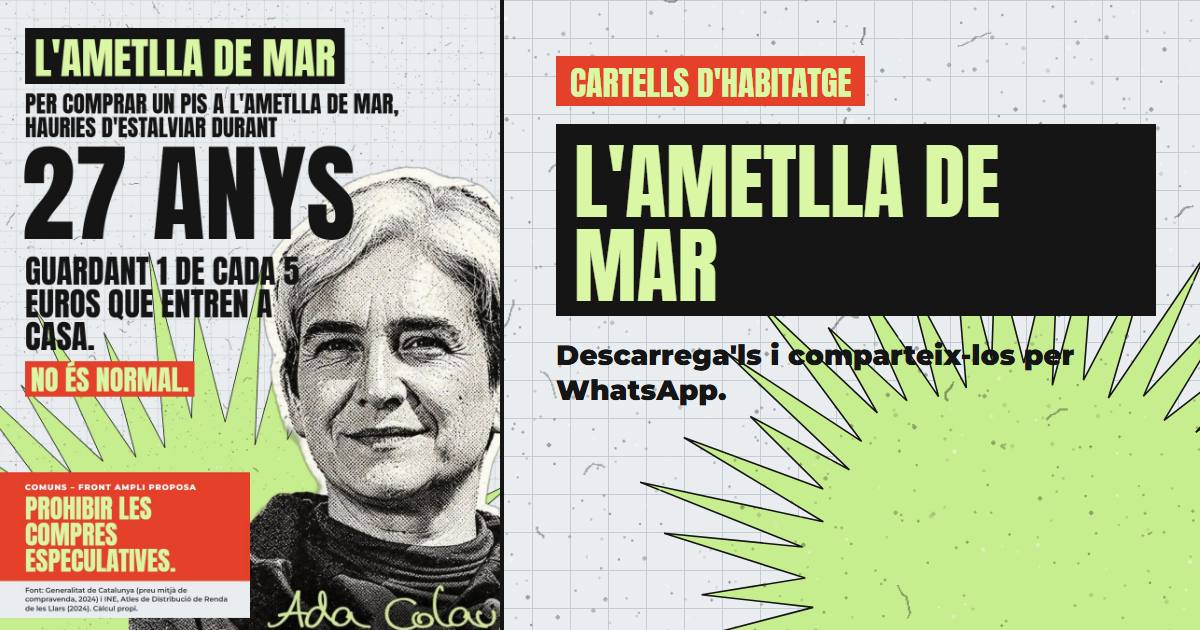 L'AMETLLA DE MAR
PER COMPRAR UN PIS A L'AMETLLA DE MAR,
HAURIES D'ESTALVIAR DURANT
27 ANYS
GUARDANT 1 DE CADA 5
EUROS QUE ENTREN A
CASA.
NO ÉS NORMAL.
COMUNS – FRONT AMPLI PROPOSA
PROHIBIR LES
COMPRES
ESPECULATIVES.
Font: Generalitat de Catalunya (preu mitjà de
compravenda, 2024) i INE, Atles de Distribució de Renda
de les Llars (2024). Càlcul propi.
Ada Colau
CARTELLS D'HABITATGE
L'AMETLLA DE
MAR
Descarrega'ls i comparteix-los per
WhatsApp.